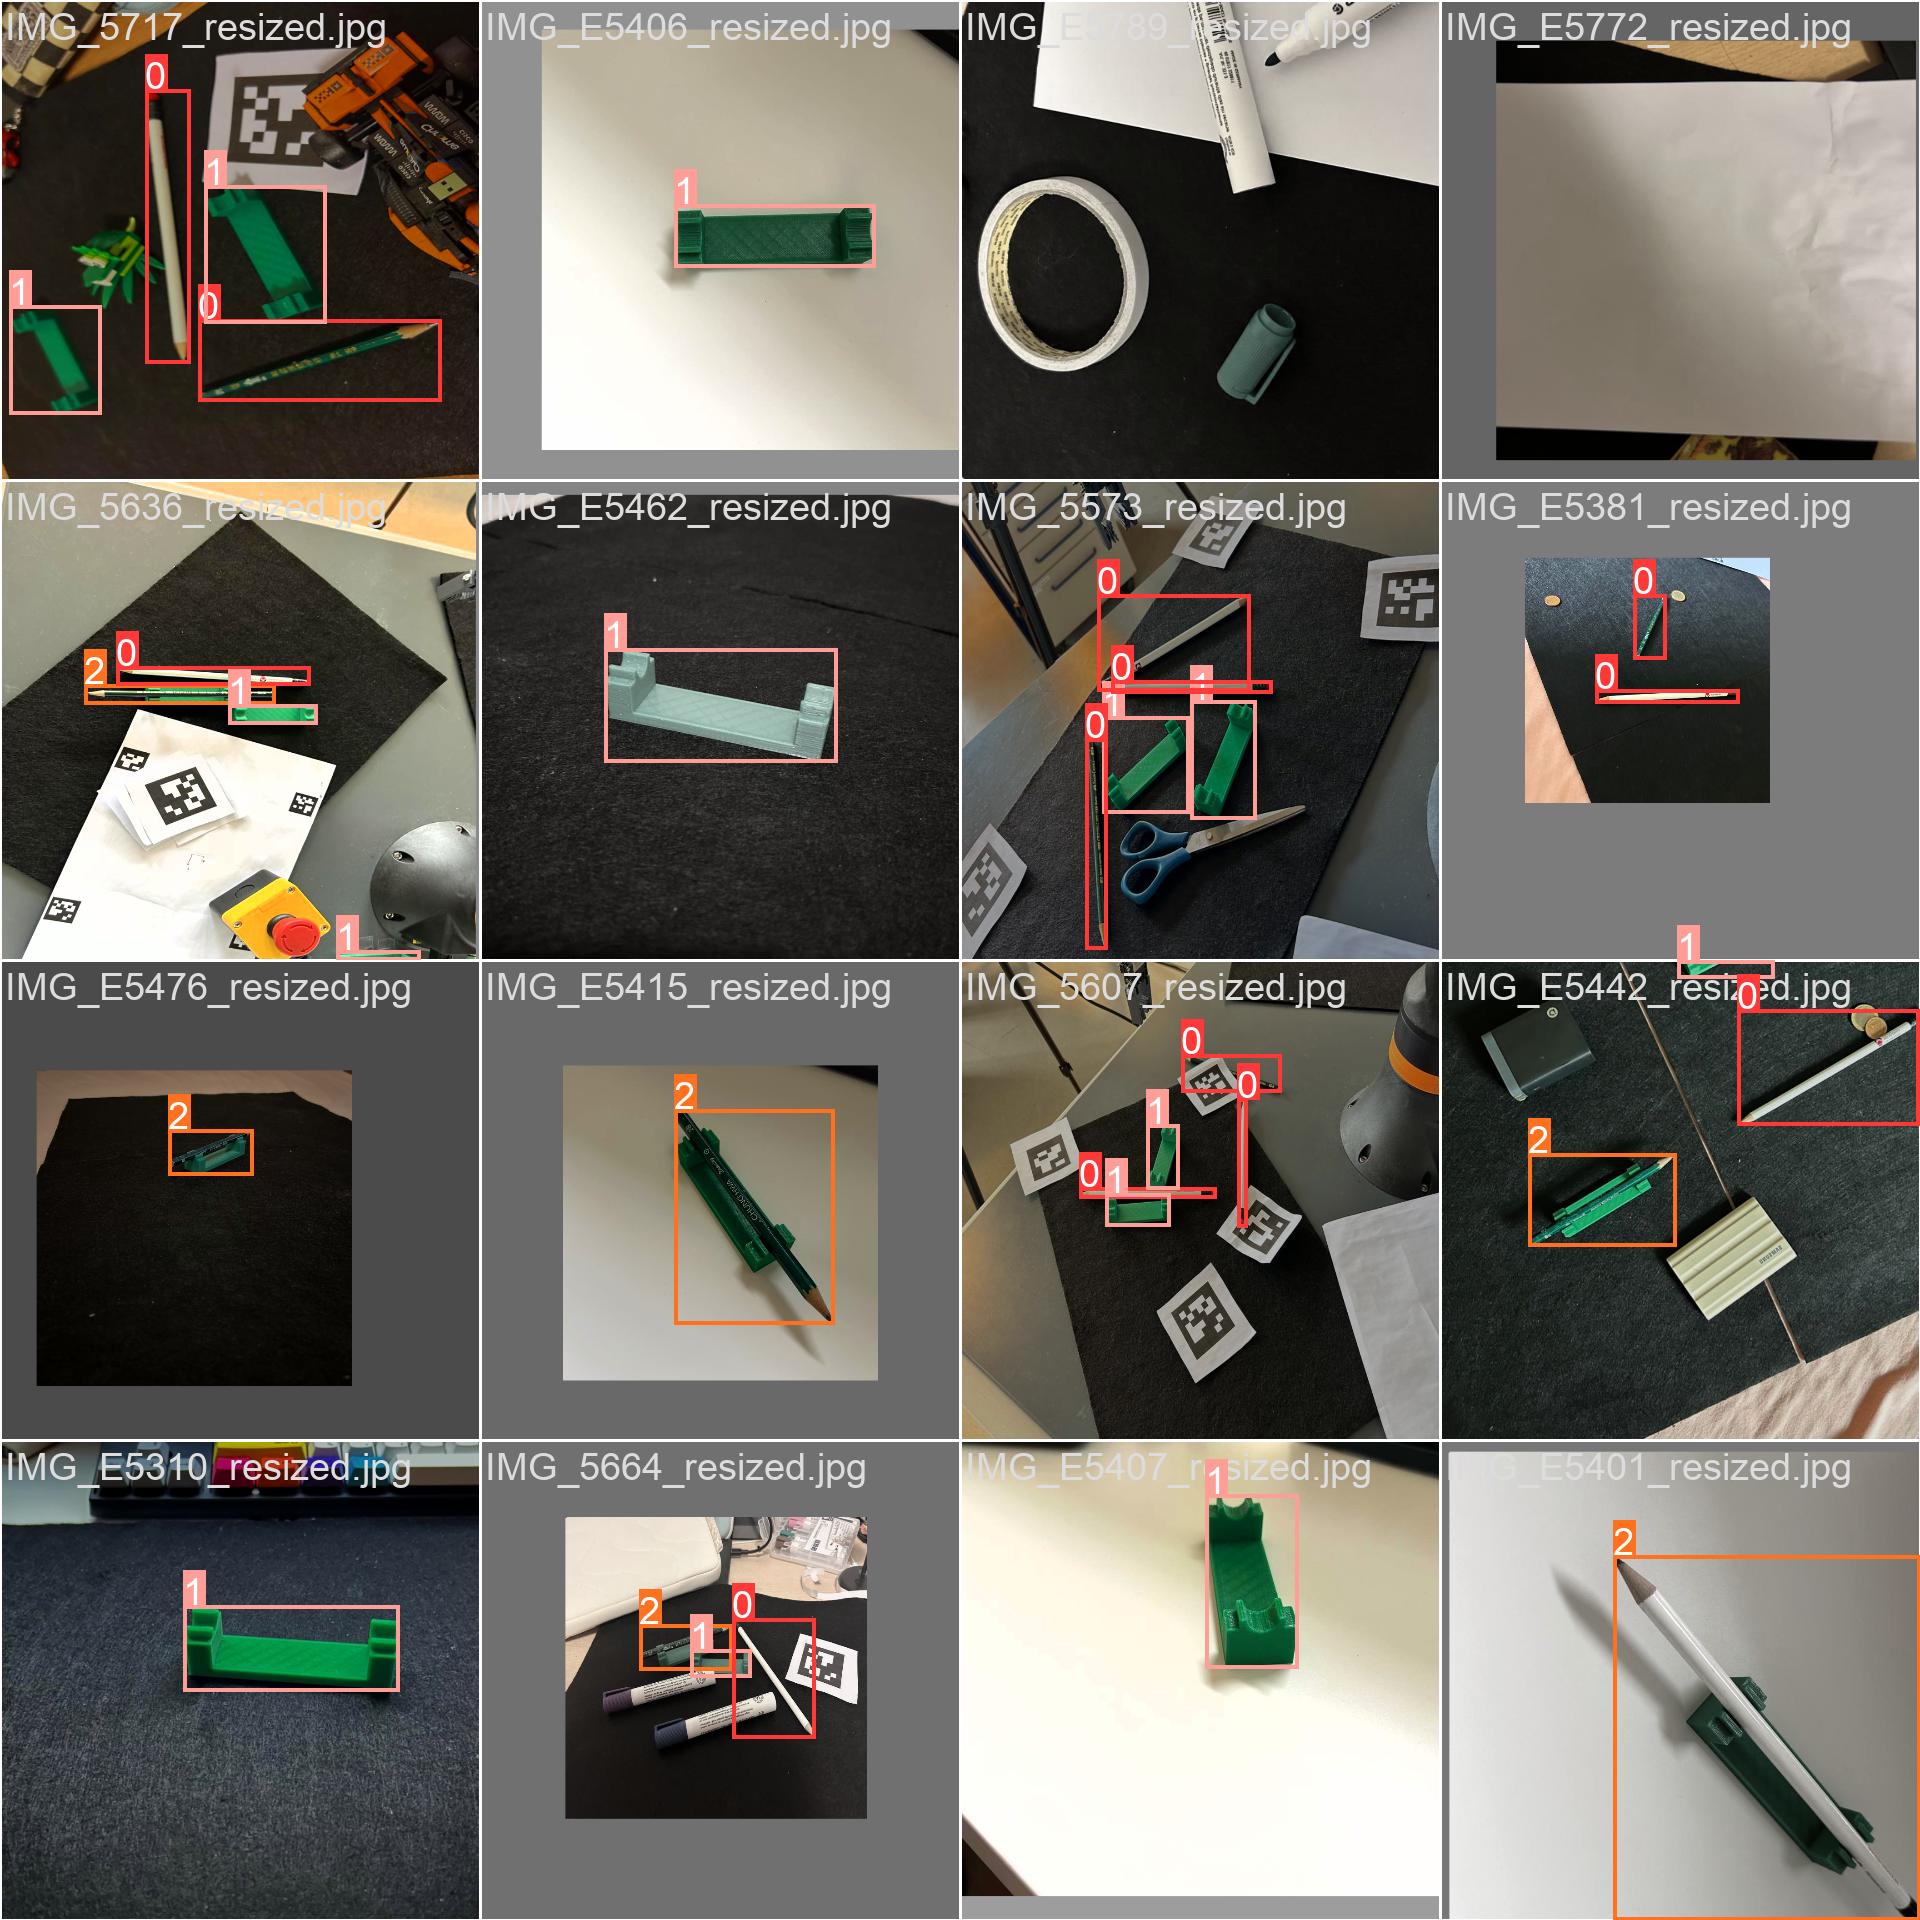 IMG_5717_resized.jpg
IMG_E5406_resized.jpg
IMG_E5789_resized.jpg
IMG_E5772_resized.jpg
0
1
1
0
1
IMG_5636_resized.jpg
IMG_E5462_resized.jpg
IMG_5573_resized.jpg
IMG_E5381_resized.jpg
0
2
1
1
1
0
0
1
1
0
0
0
IMG_E5476_resized.jpg
IMG_E5415_resized.jpg
IMG_5607_resized.jpg
IMG_E5442_resized.jpg
2
2
CHUNGHWA
0
0
1
0
1
1
0
2
SAMSUNG
IMG_E5310_resized.jpg
IMG_5664_resized.jpg
IMG_E5407_resized.jpg
IMG_E5401_resized.jpg
1
2
1
0
1
2